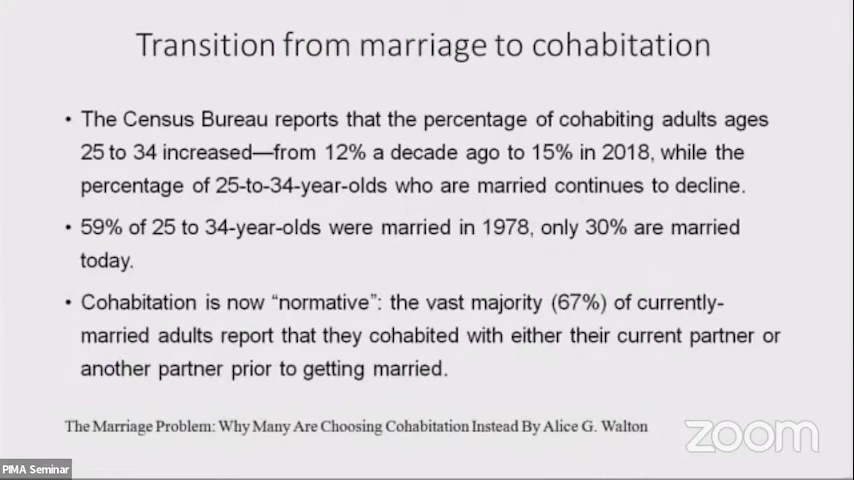 Transition from marriage to cohabitation
• The Census Bureau reports that the percentage of cohabiting adults ages
25 to 34 increased—from 12% a decade ago to 15% in 2018, while the
percentage of 25-to-34-year-olds who are married continues to decline.
• 59% of 25 to 34-year-olds were married in 1978, only 30% are married
today.
• Cohabitation is now “normative”: the vast majority (67%) of currently-
married adults report that they cohabited with either their current partner or
another partner prior to getting married.
The Marriage Problem: Why Many Are Choosing Cohabitation Instead By Alice G. Walton
zoom
PIMA Seminar